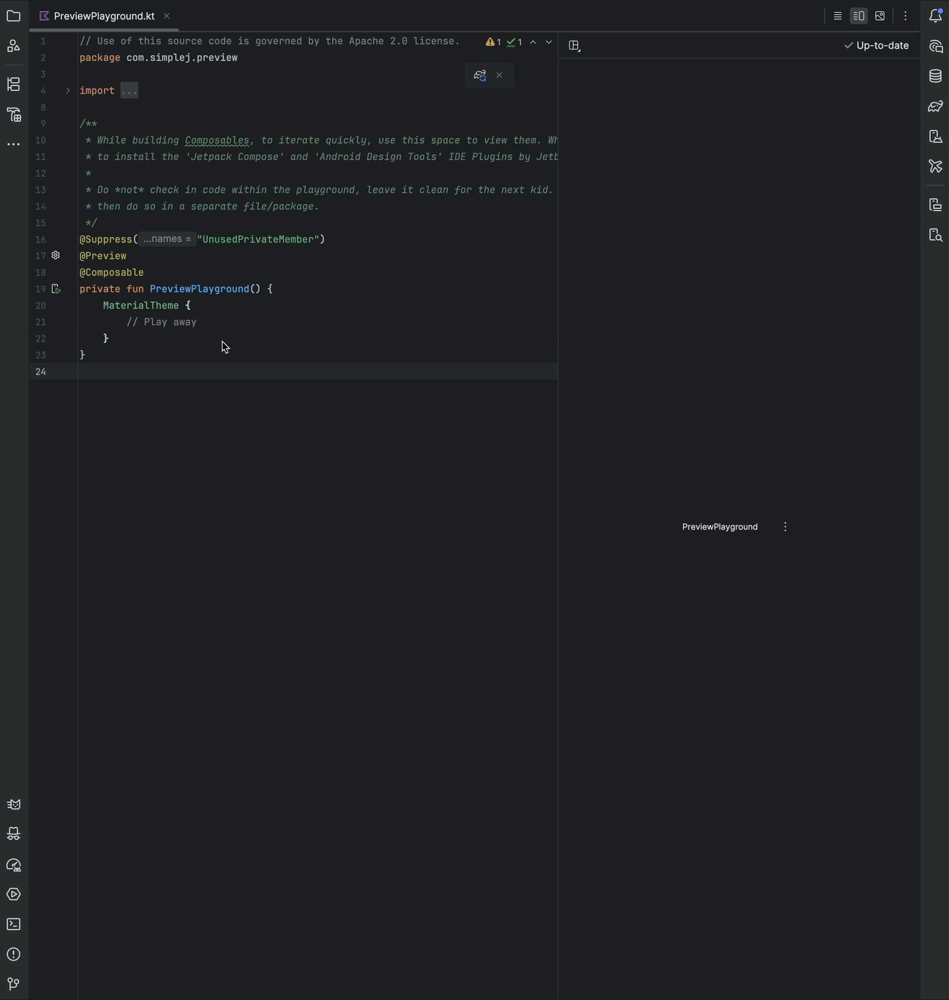 PreviewPlayground.kt
1 // Use of this source code is governed by the Apache 2.0 license.
1 1
Up-to-date
2 package com.simplej.preview
3
4 import ...
8
9 /**
10 * While building Composables, to iterate quickly, use this space to view them.
11 * to install the 'Jetpack Compose' and 'Android Design Tools' IDE Plugins by
12 *
13 * Do *not* check in code within the playground, leave it clean for the next kid.
14 * then do so in a separate file/package.
15 */
16 @Suppress( ...names = "UnusedPrivateMember")
17 @Preview
18 @Composable
19 private fun PreviewPlayground() {
20 MaterialTheme {
21 // Play away
22 }
23 }
24
PreviewPlayground